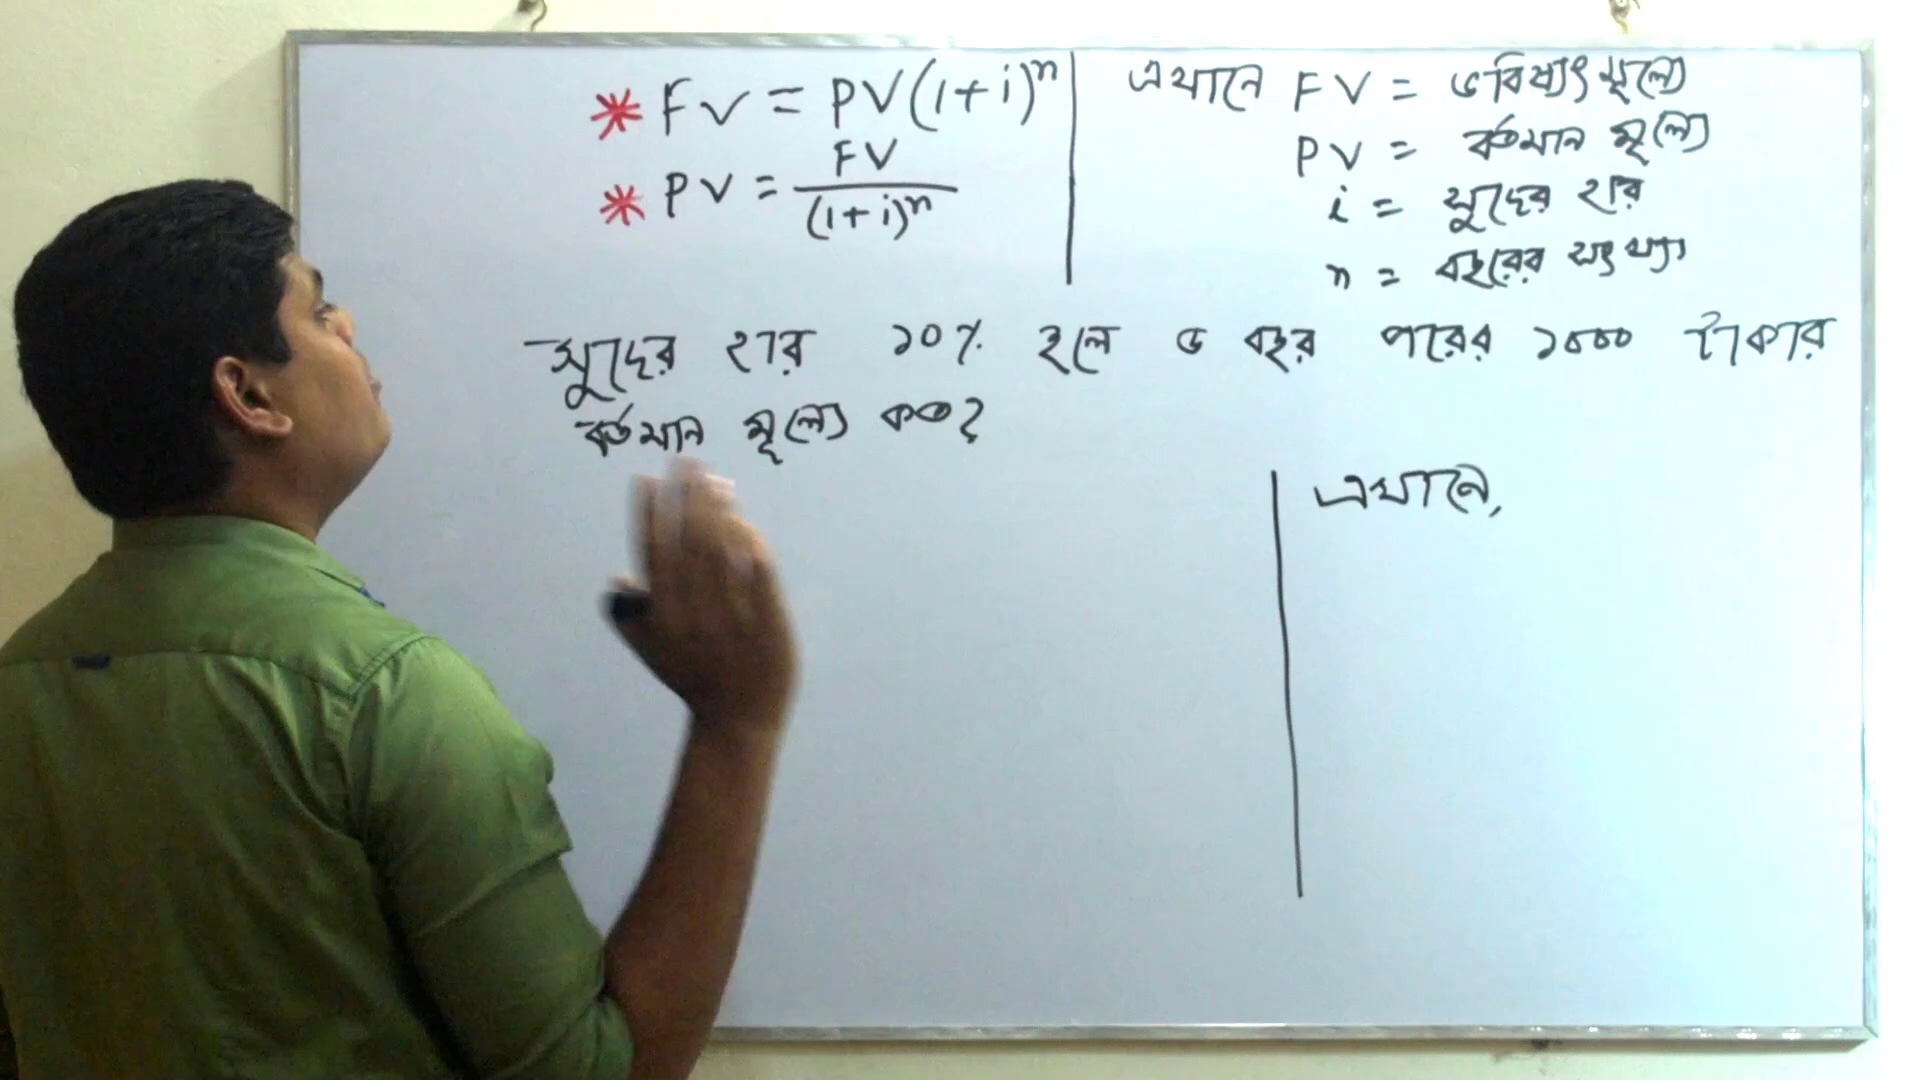 * FV = PV(1+i)^n
* PV = FV/(1+i)^n
এখানে FV = ভবিষ্যৎ মূল্যে
PV = বর্তমান মূল্যে
i = সুদের হার
n = বছরের সংখ্যা
সুদের হার ১০% হলে ৫ বছর পরের ১০০০ টাকার
বর্তমান মূল্যে কত?
এখানে,